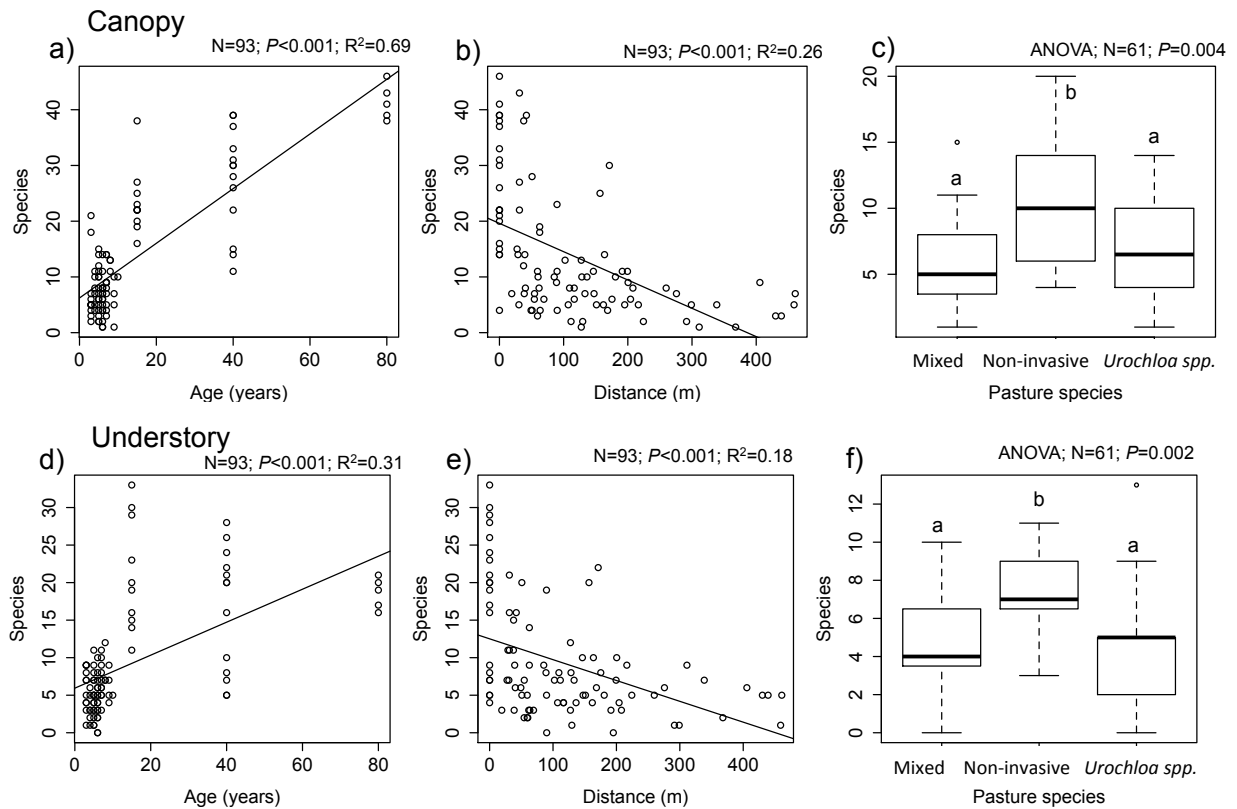 Canopy
a) N=93; P<0.001; R²=0.69
Species
0 10 20 30 40
0 20 40 60 80
Age (years)
b) N=93; P<0.001; R²=0.26
Species
0 10 20 30 40
0 100 200 300 400
Distance (m)
c) ANOVA; N=61; P=0.004
Species
5 10 15 20
a b a
Mixed Non-invasive Urochloa spp.
Pasture species
Understory
d) N=93; P<0.001; R²=0.31
Species
0 5 10 15 20 25 30
0 20 40 60 80
Age (years)
e) N=93; P<0.001; R²=0.18
Species
0 5 10 15 20 25 30
0 100 200 300 400
Distance (m)
f) ANOVA; N=61; P=0.002
Species
0 2 4 6 8 10 12
a b a
Mixed Non-invasive Urochloa spp.
Pasture species